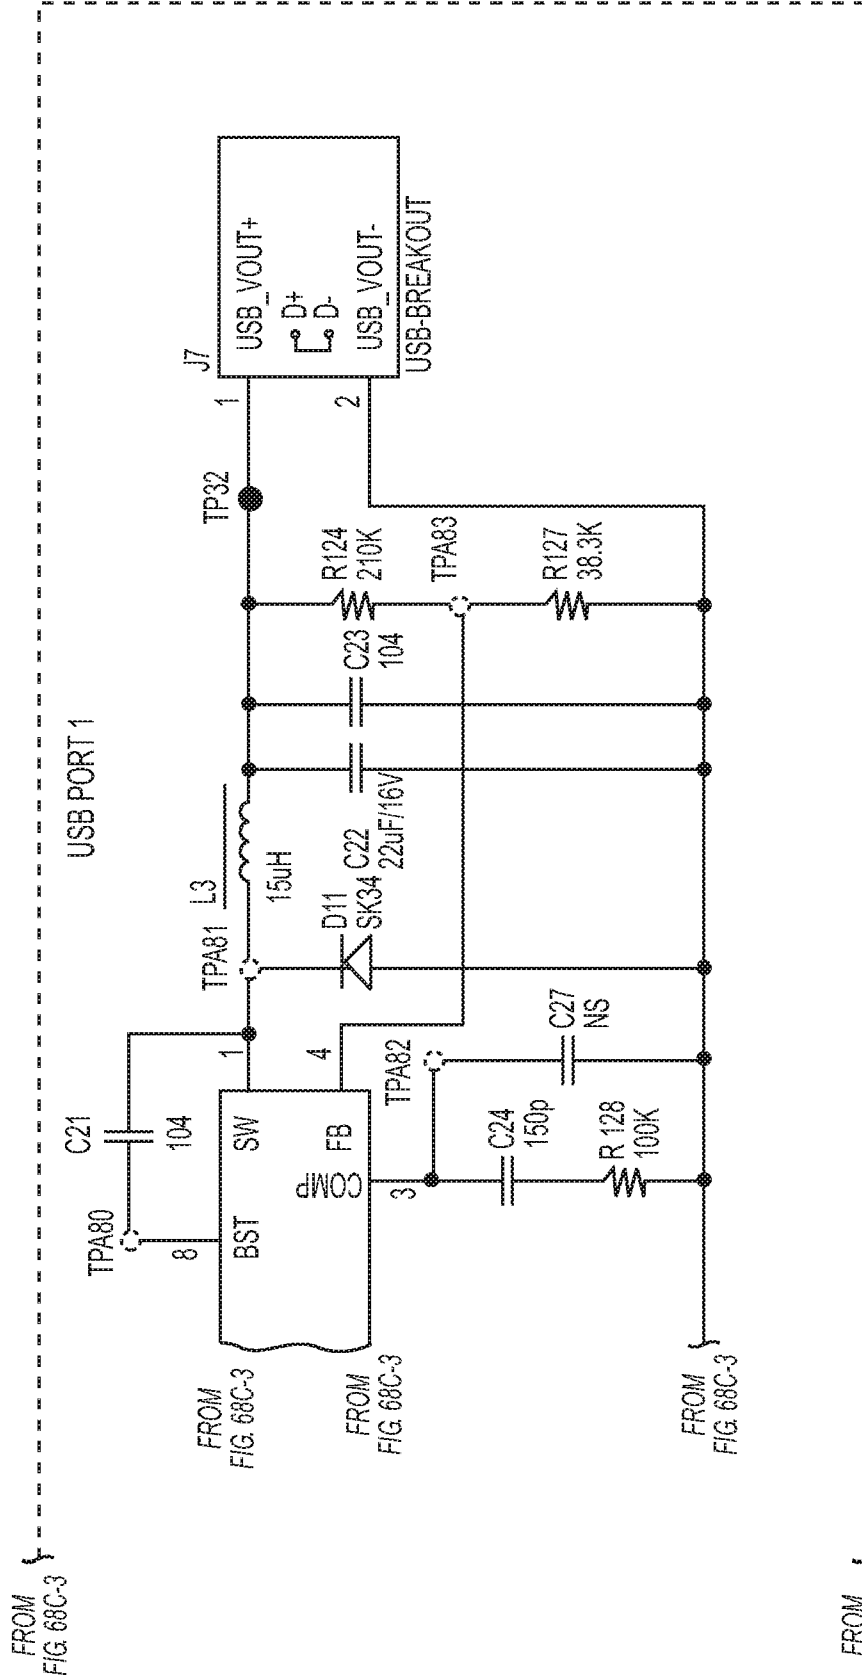 FROM
FIG. 68C-3
USB PORT 1
TPA80
C21
104
8
1
BST
SW
FB
COMP
4
3
FROM
FIG. 68C-3
FROM
FIG. 68C-3
TPA81
L3
15uH
D11
SK34
C22
22uF/16V
C23
104
TP32
R124
210K
TPA83
R127
38.3K
TPA82
C27
NS
C24
150p
R 128
100K
J7
1
2
USB_VOUT+
D+
D-
USB_VOUT-
USB-BREAKOUT
FROM
FIG. 68C-3
FROM